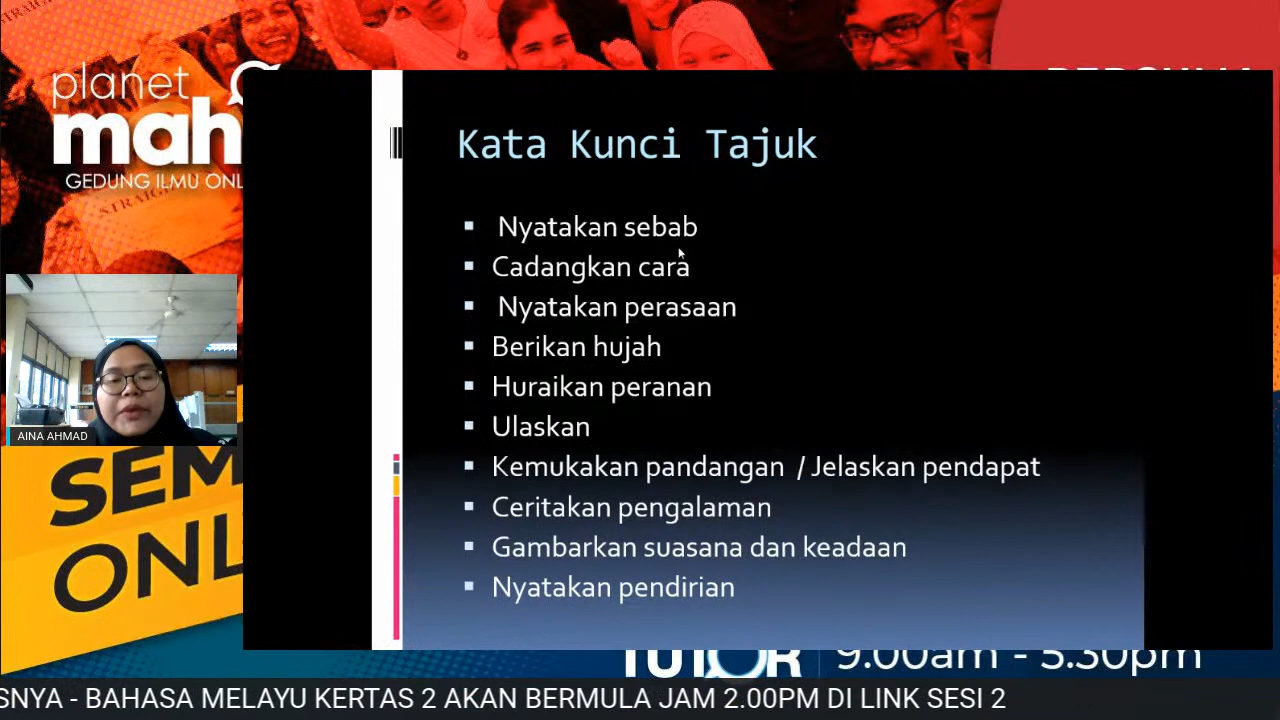 planet
mah
GEDUNG ILMU ONL
Kata Kunci Tajuk
Nyatakan sebab
Cadangkan cara
Nyatakan perasaan
Berikan hujah
Huraikan peranan
Ulaskan
Kemukakan pandangan / Jelaskan pendapat
Ceritakan pengalaman
Gambarkan suasana dan keadaan
Nyatakan pendirian
AINA AHMAD
SEM
ONL
TUTOR
9.00am - 5.30pm
SNYA - BAHASA MELAYU KERTAS 2 AKAN BERMULA JAM 2.00PM DI LINK SESI 2